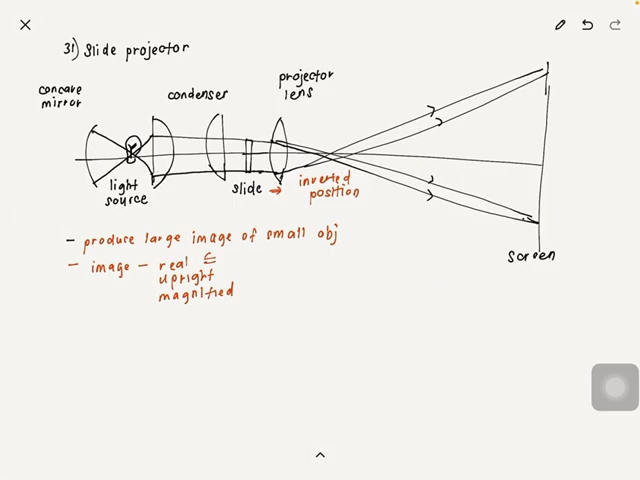 31) Slide projector
concave
mirror
condenser
projector
lens
light
source
slide
inverted
position
screen
- produce large image of small obj
- image - real
upright
magnified